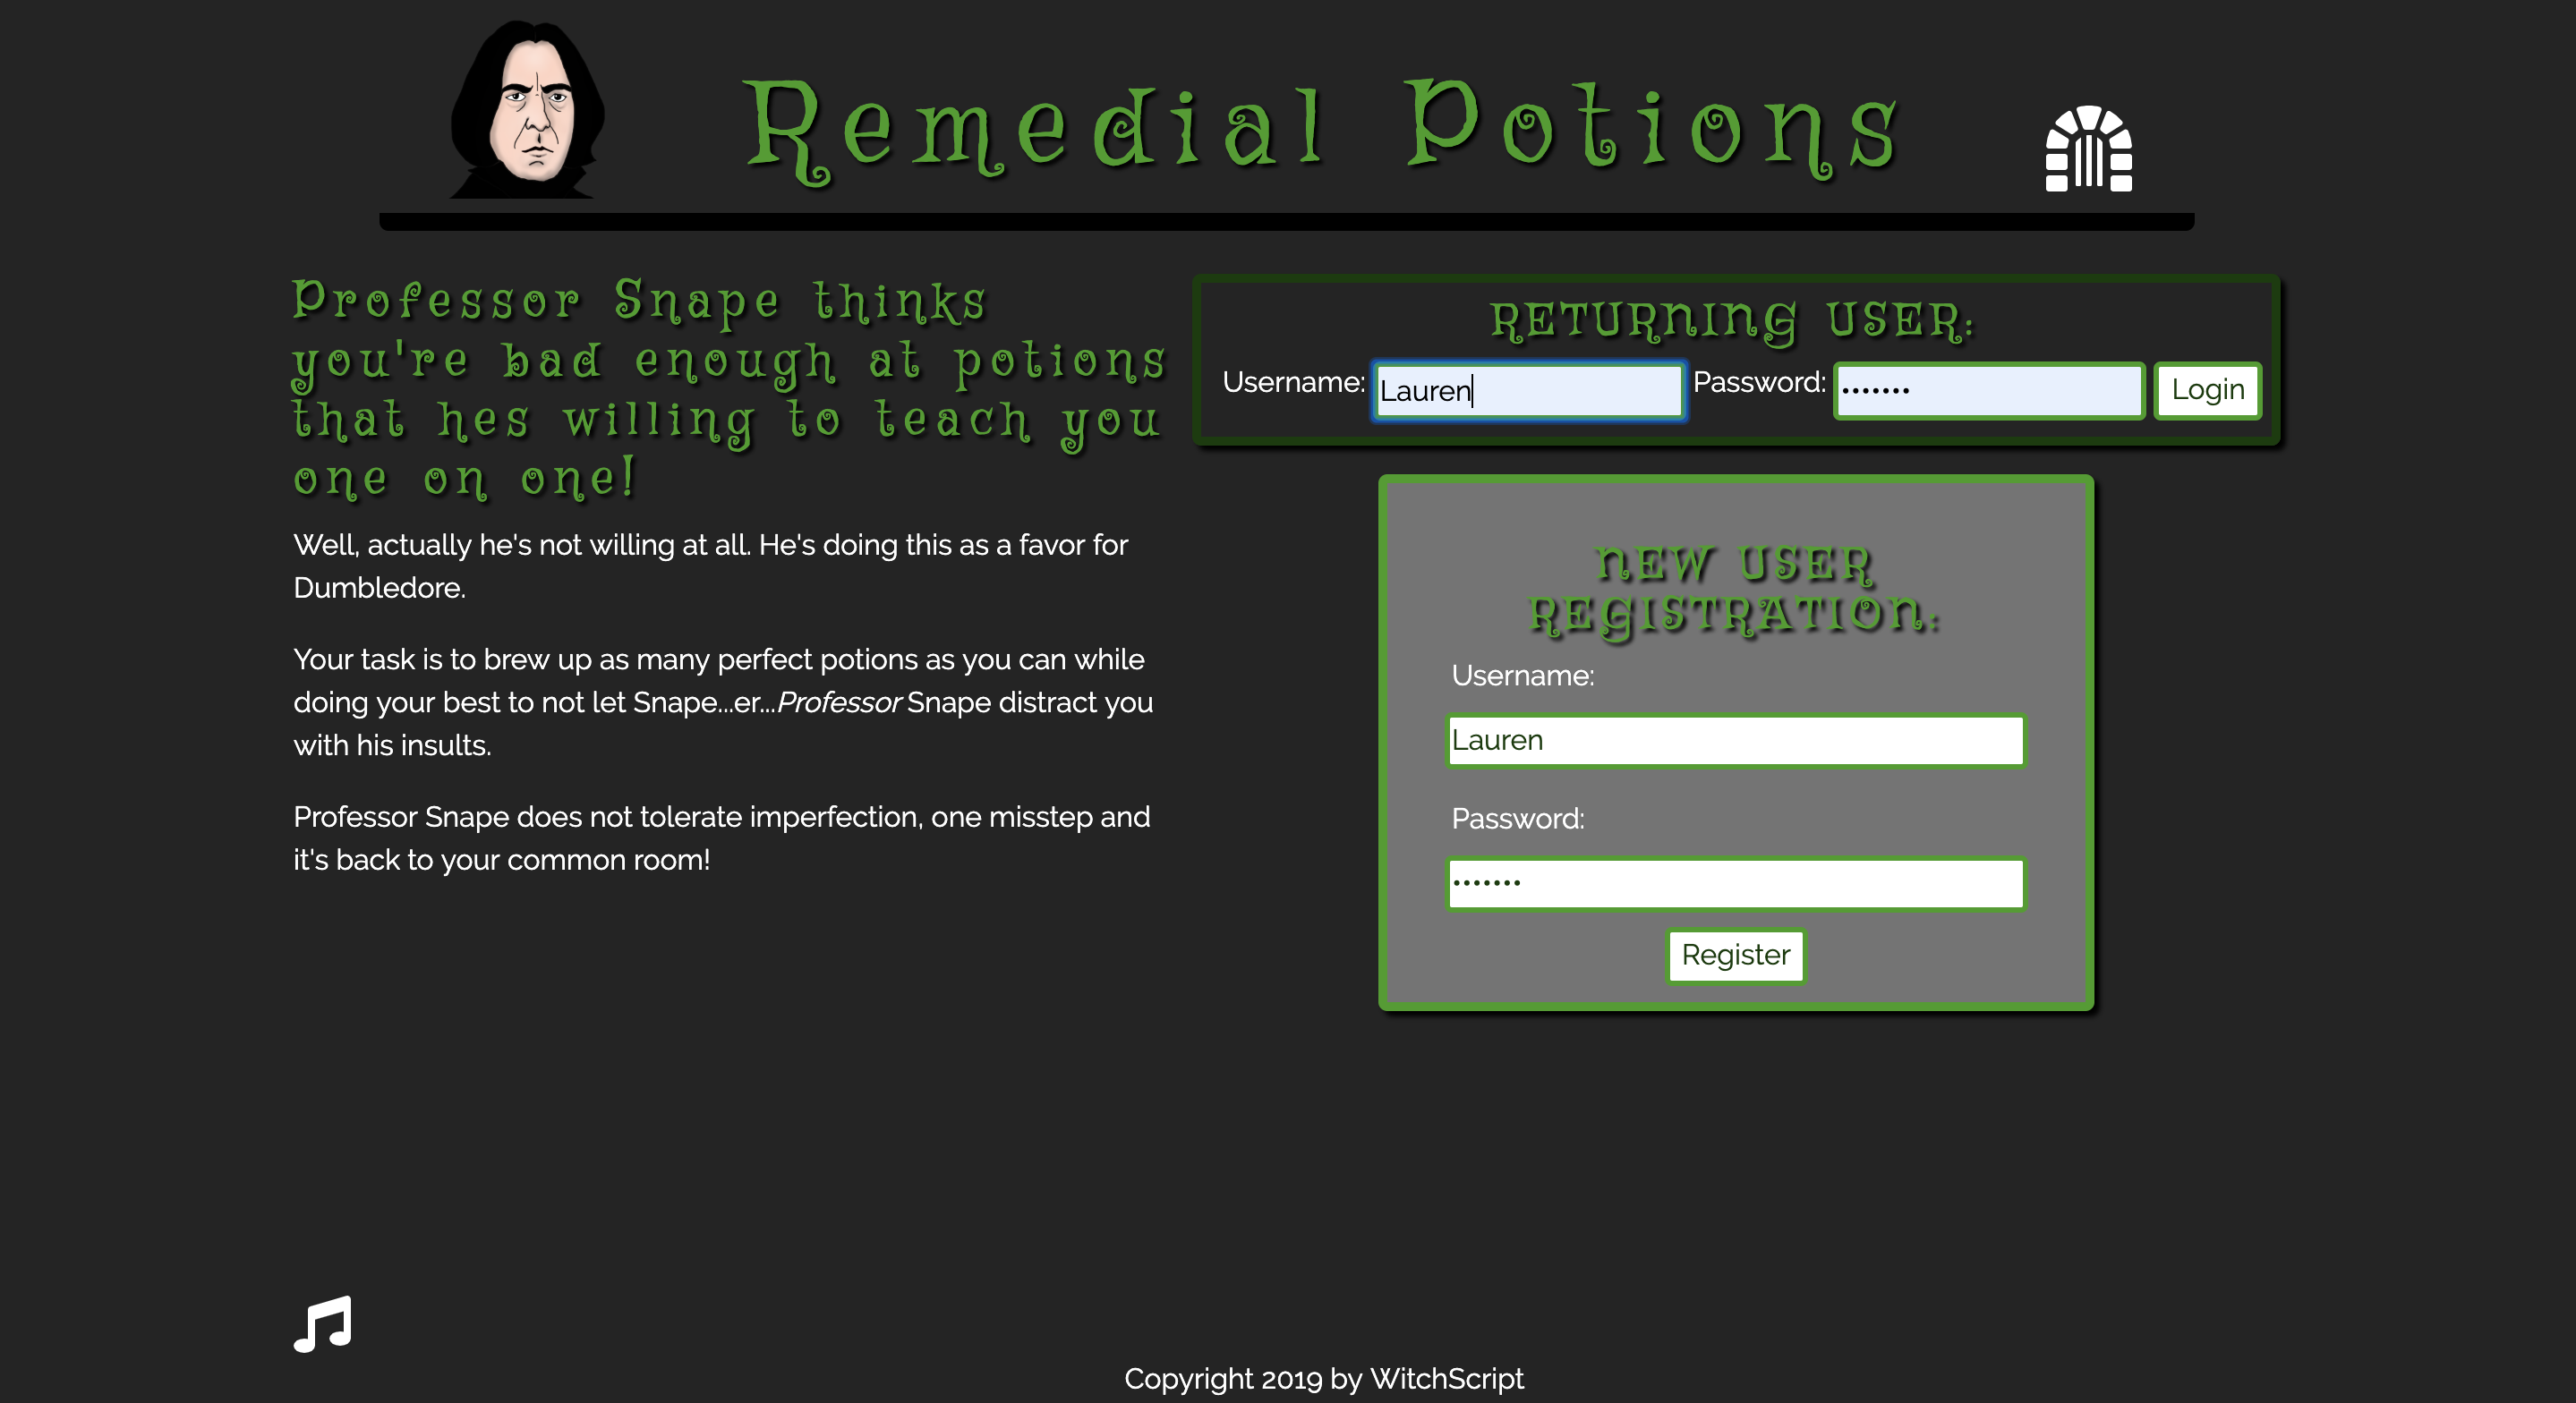 Remedial Potions
Professor Snape thinks
you're bad enough at potions
that hes willing to teach you
one on one!
Well, actually he's not willing at all. He's doing this as a favor for
Dumbledore.
Your task is to brew up as many perfect potions as you can while
doing your best to not let Snape...er...Professor Snape distract you
with his insults.
Professor Snape does not tolerate imperfection, one misstep and
it's back to your common room!
RETURNING USER:
Username: Lauren Password: ••••••• Login
NEW USER
REGISTRATION:
Username:
Lauren
Password:
•••••••
Register
Copyright 2019 by WitchScript